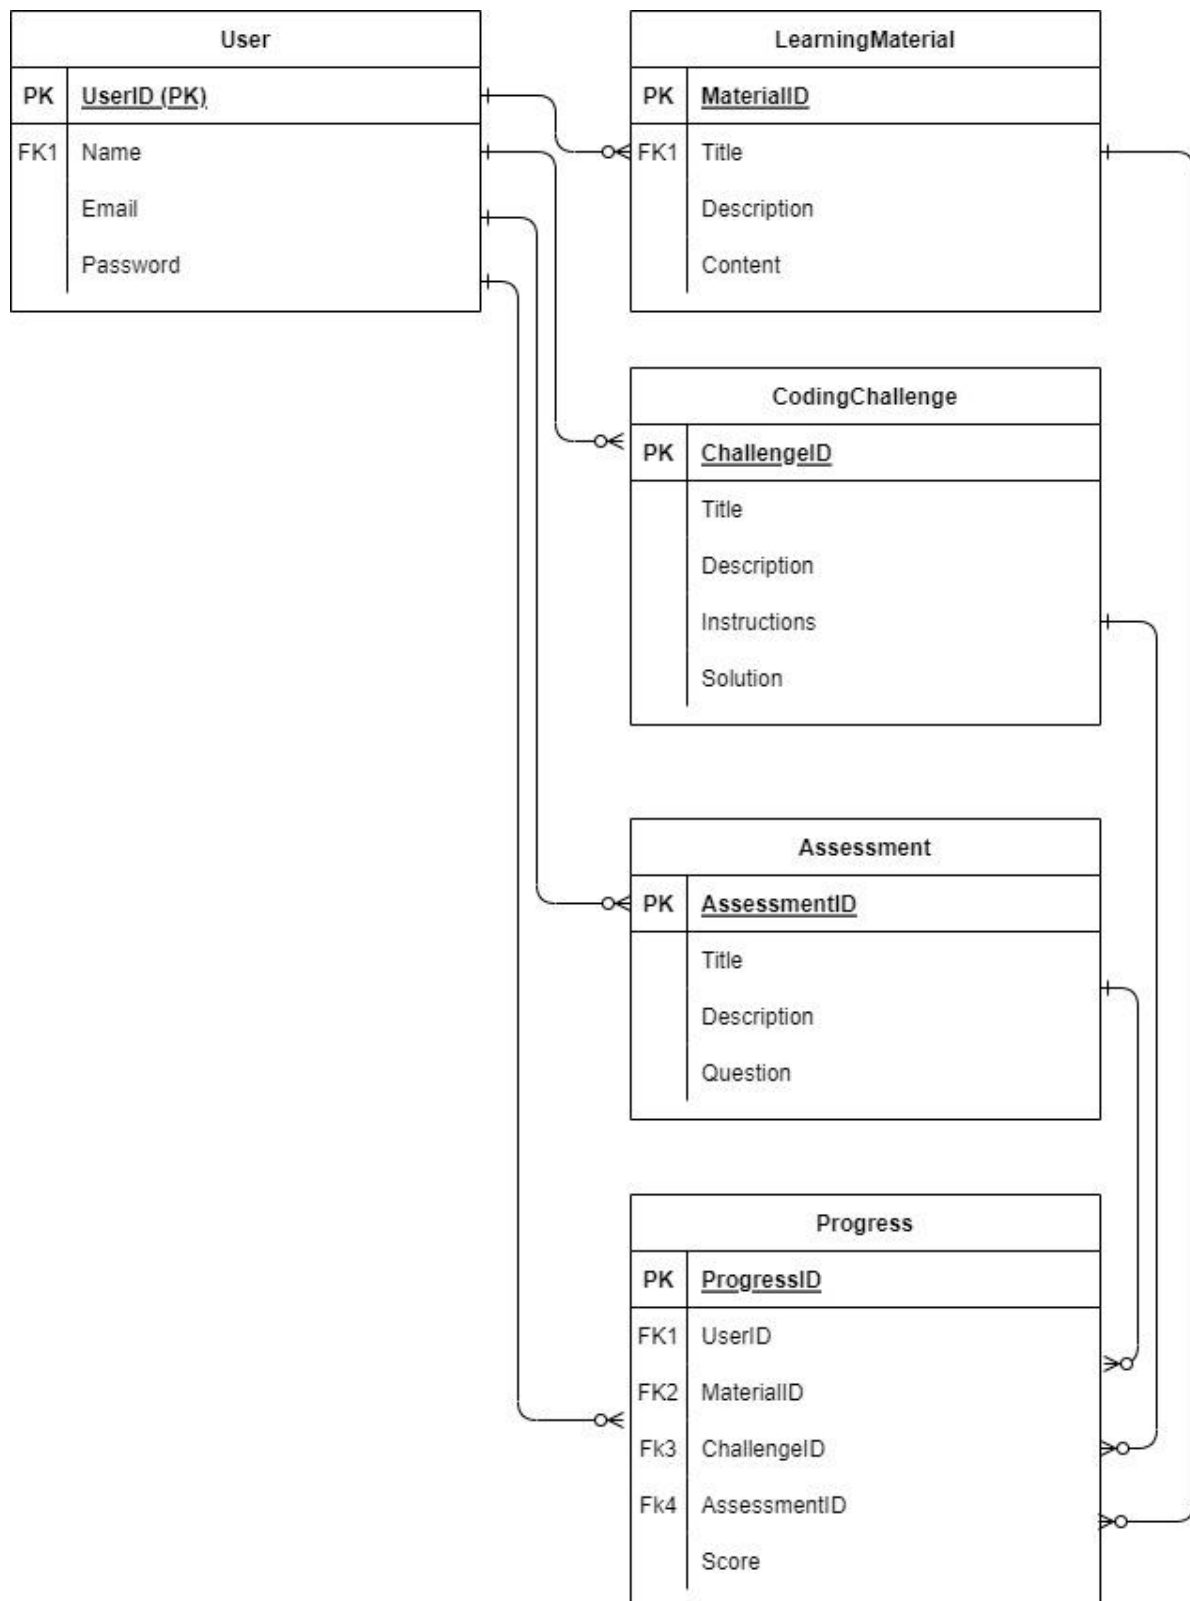 User
PK UserID (PK)
FK1 Name
Email
Password
LearningMaterial
PK MaterialID
FK1 Title
Description
Content
CodingChallenge
PK ChallengeID
Title
Description
Instructions
Solution
Assessment
PK AssessmentID
Title
Description
Question
Progress
PK ProgressID
FK1 UserID
FK2 MaterialID
Fk3 ChallengeID
Fk4 AssessmentID
Score